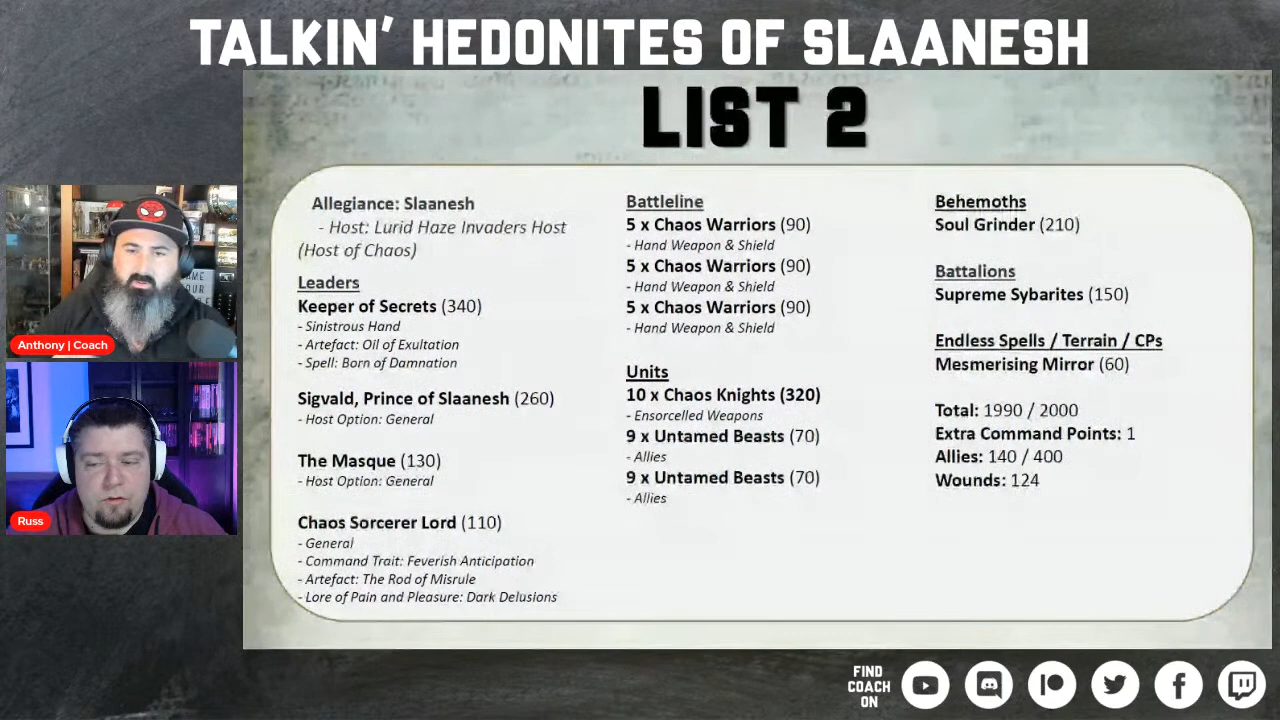 TALKIN' HEDONITES OF SLAANESH
LIST 2
Allegiance: Slaanesh
- Host: Lurid Haze Invaders Host
(Host of Chaos)
Leaders
Keeper of Secrets (340)
- Sinistrous Hand
- Artefact: Oil of Exultation
- Spell: Born of Damnation
Sigvald, Prince of Slaanesh (260)
- Host Option: General
The Masque (130)
- Host Option: General
Chaos Sorcerer Lord (110)
- General
- Command Trait: Feverish Anticipation
- Artefact: The Rod of Misrule
- Lore of Pain and Pleasure: Dark Delusions
Battleline
5 x Chaos Warriors (90)
- Hand Weapon & Shield
5 x Chaos Warriors (90)
- Hand Weapon & Shield
5 x Chaos Warriors (90)
- Hand Weapon & Shield
Units
10 x Chaos Knights (320)
- Ensorcelled Weapons
9 x Untamed Beasts (70)
- Allies
9 x Untamed Beasts (70)
- Allies
Behemoths
Soul Grinder (210)
Battalions
Supreme Sybarites (150)
Endless Spells / Terrain / CPs
Mesmerising Mirror (60)
Total: 1990 / 2000
Extra Command Points: 1
Allies: 140 / 400
Wounds: 124
Anthony | Coach
Russ
FIND
COACH
ON